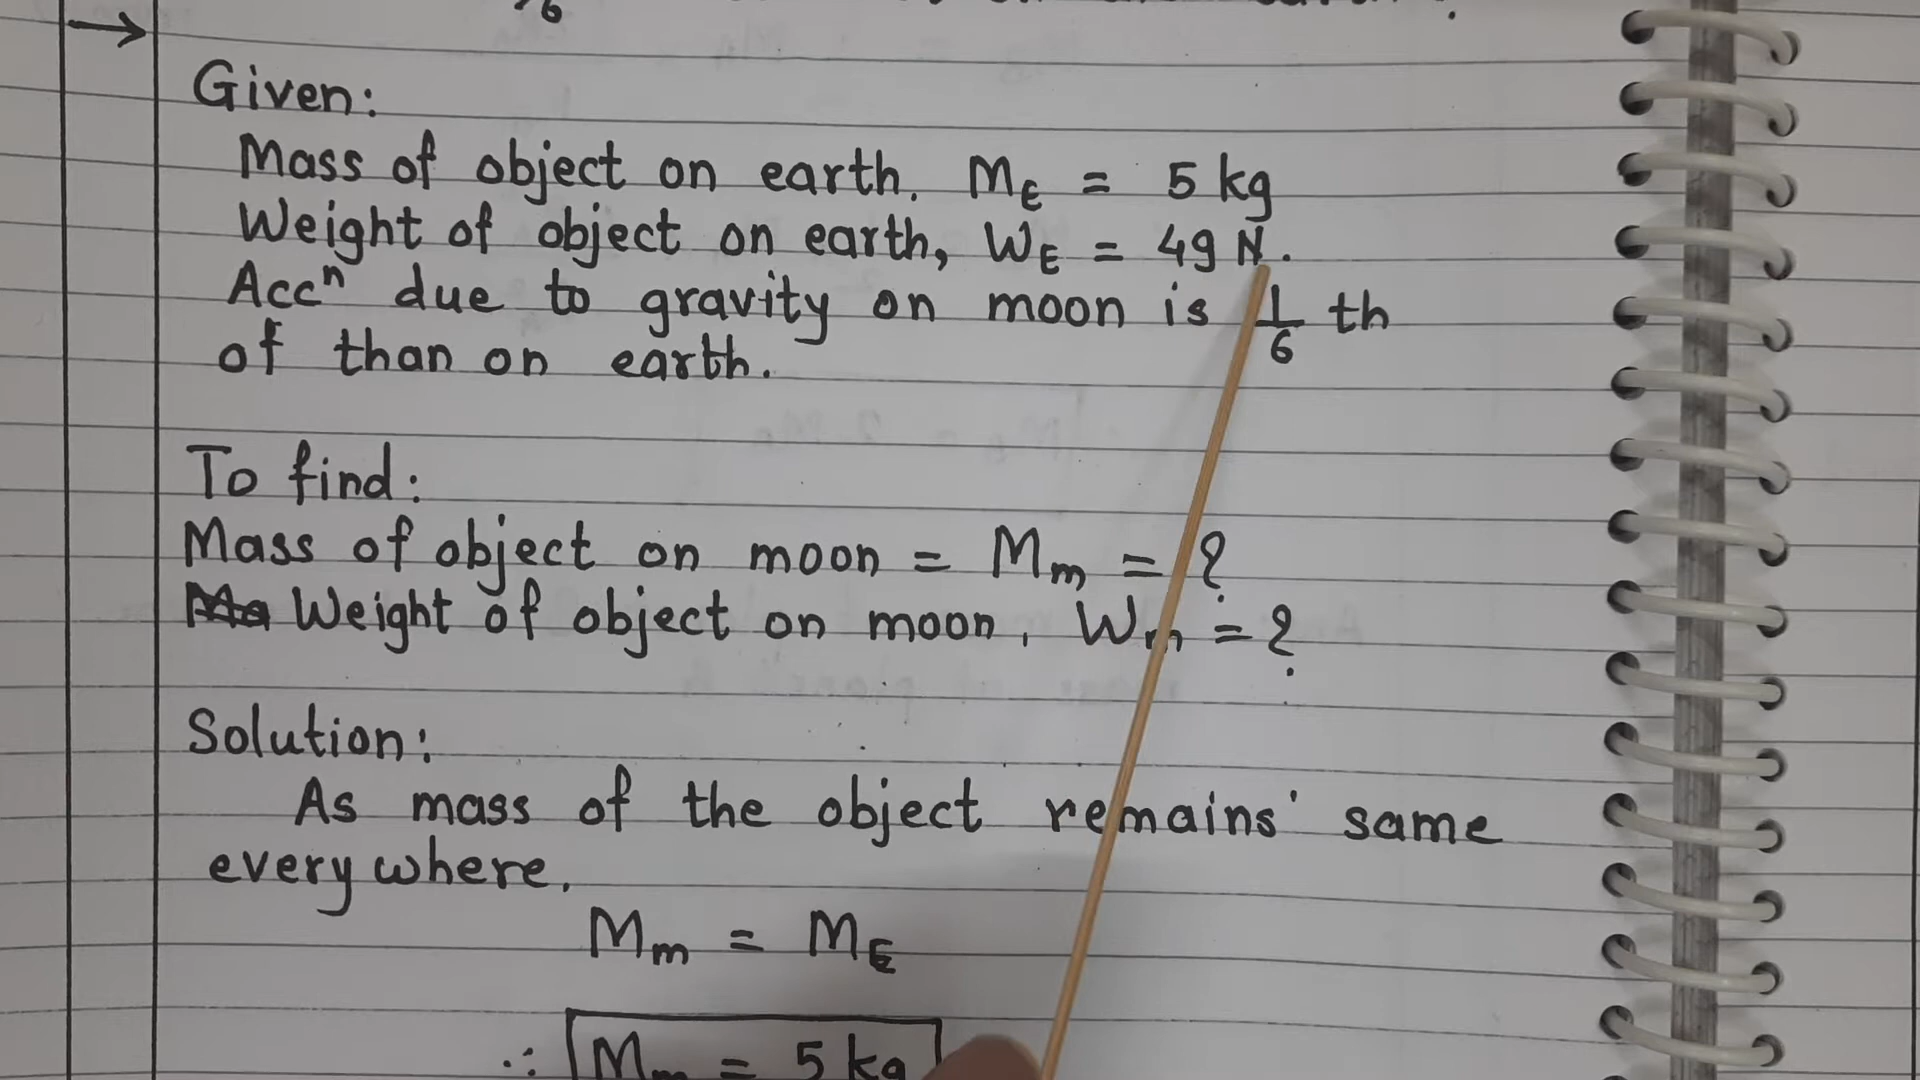 6
Given:
Mass of object on earth. ME = 5 kg
Weight of object on earth, WE = 49 N.
Accⁿ due to gravity on moon is 1/6 th
of than on earth.
To find:
Mass of object on moon = Mm = ?
Weight of object on moon, Wm = ?
Solution:
As mass of the object remains same
every where,
Mm = ME
∴ Mm = 5 kg